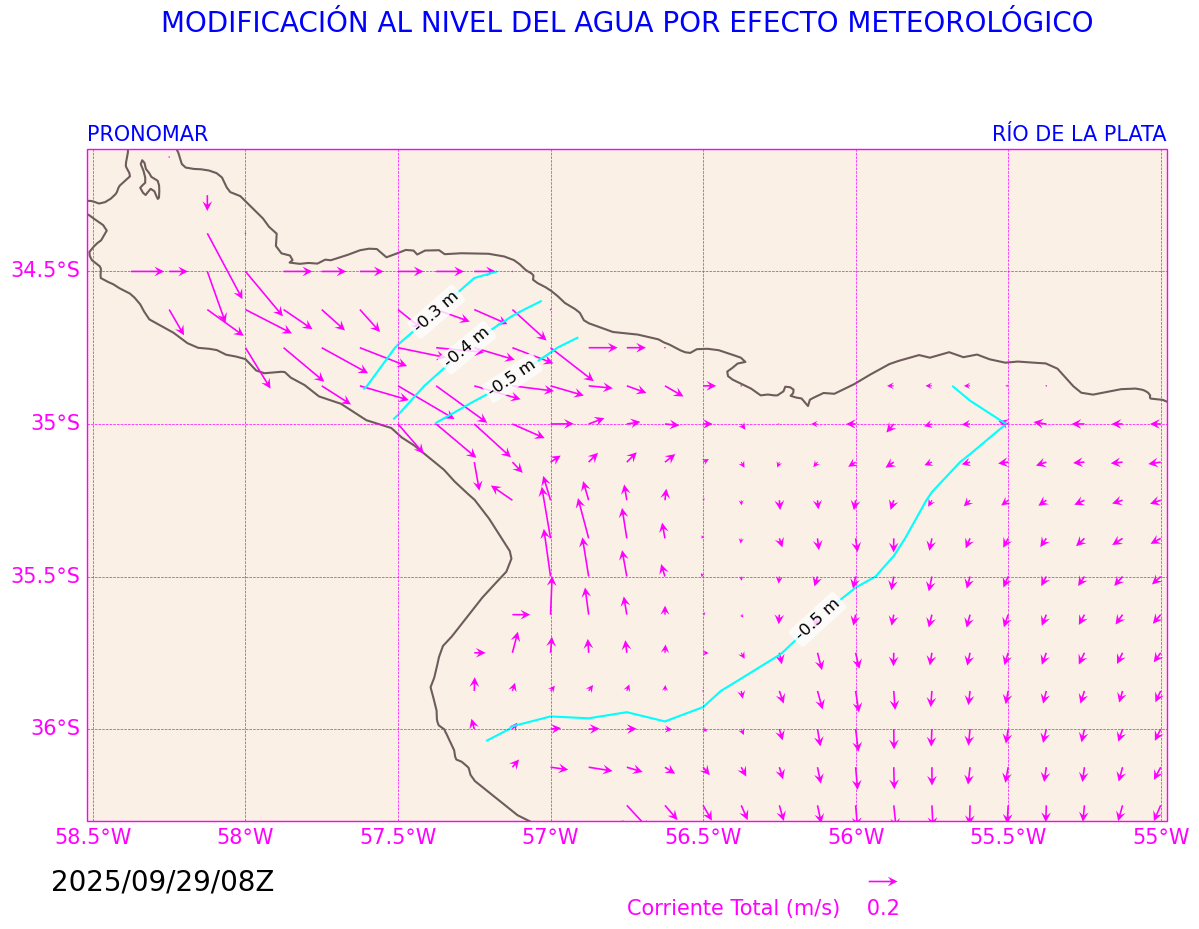 MODIFICACIÓN AL NIVEL DEL AGUA POR EFECTO METEOROLÓGICO
PRONOMAR
RÍO DE LA PLATA
34.5°S
35°S
35.5°S
36°S
-0.3 m
-0.4 m
-0.5 m
-0.5 m
58.5°W
58°W
57.5°W
57°W
56.5°W
56°W
55.5°W
55°W
2025/09/29/08Z
Corriente Total (m/s)
0.2